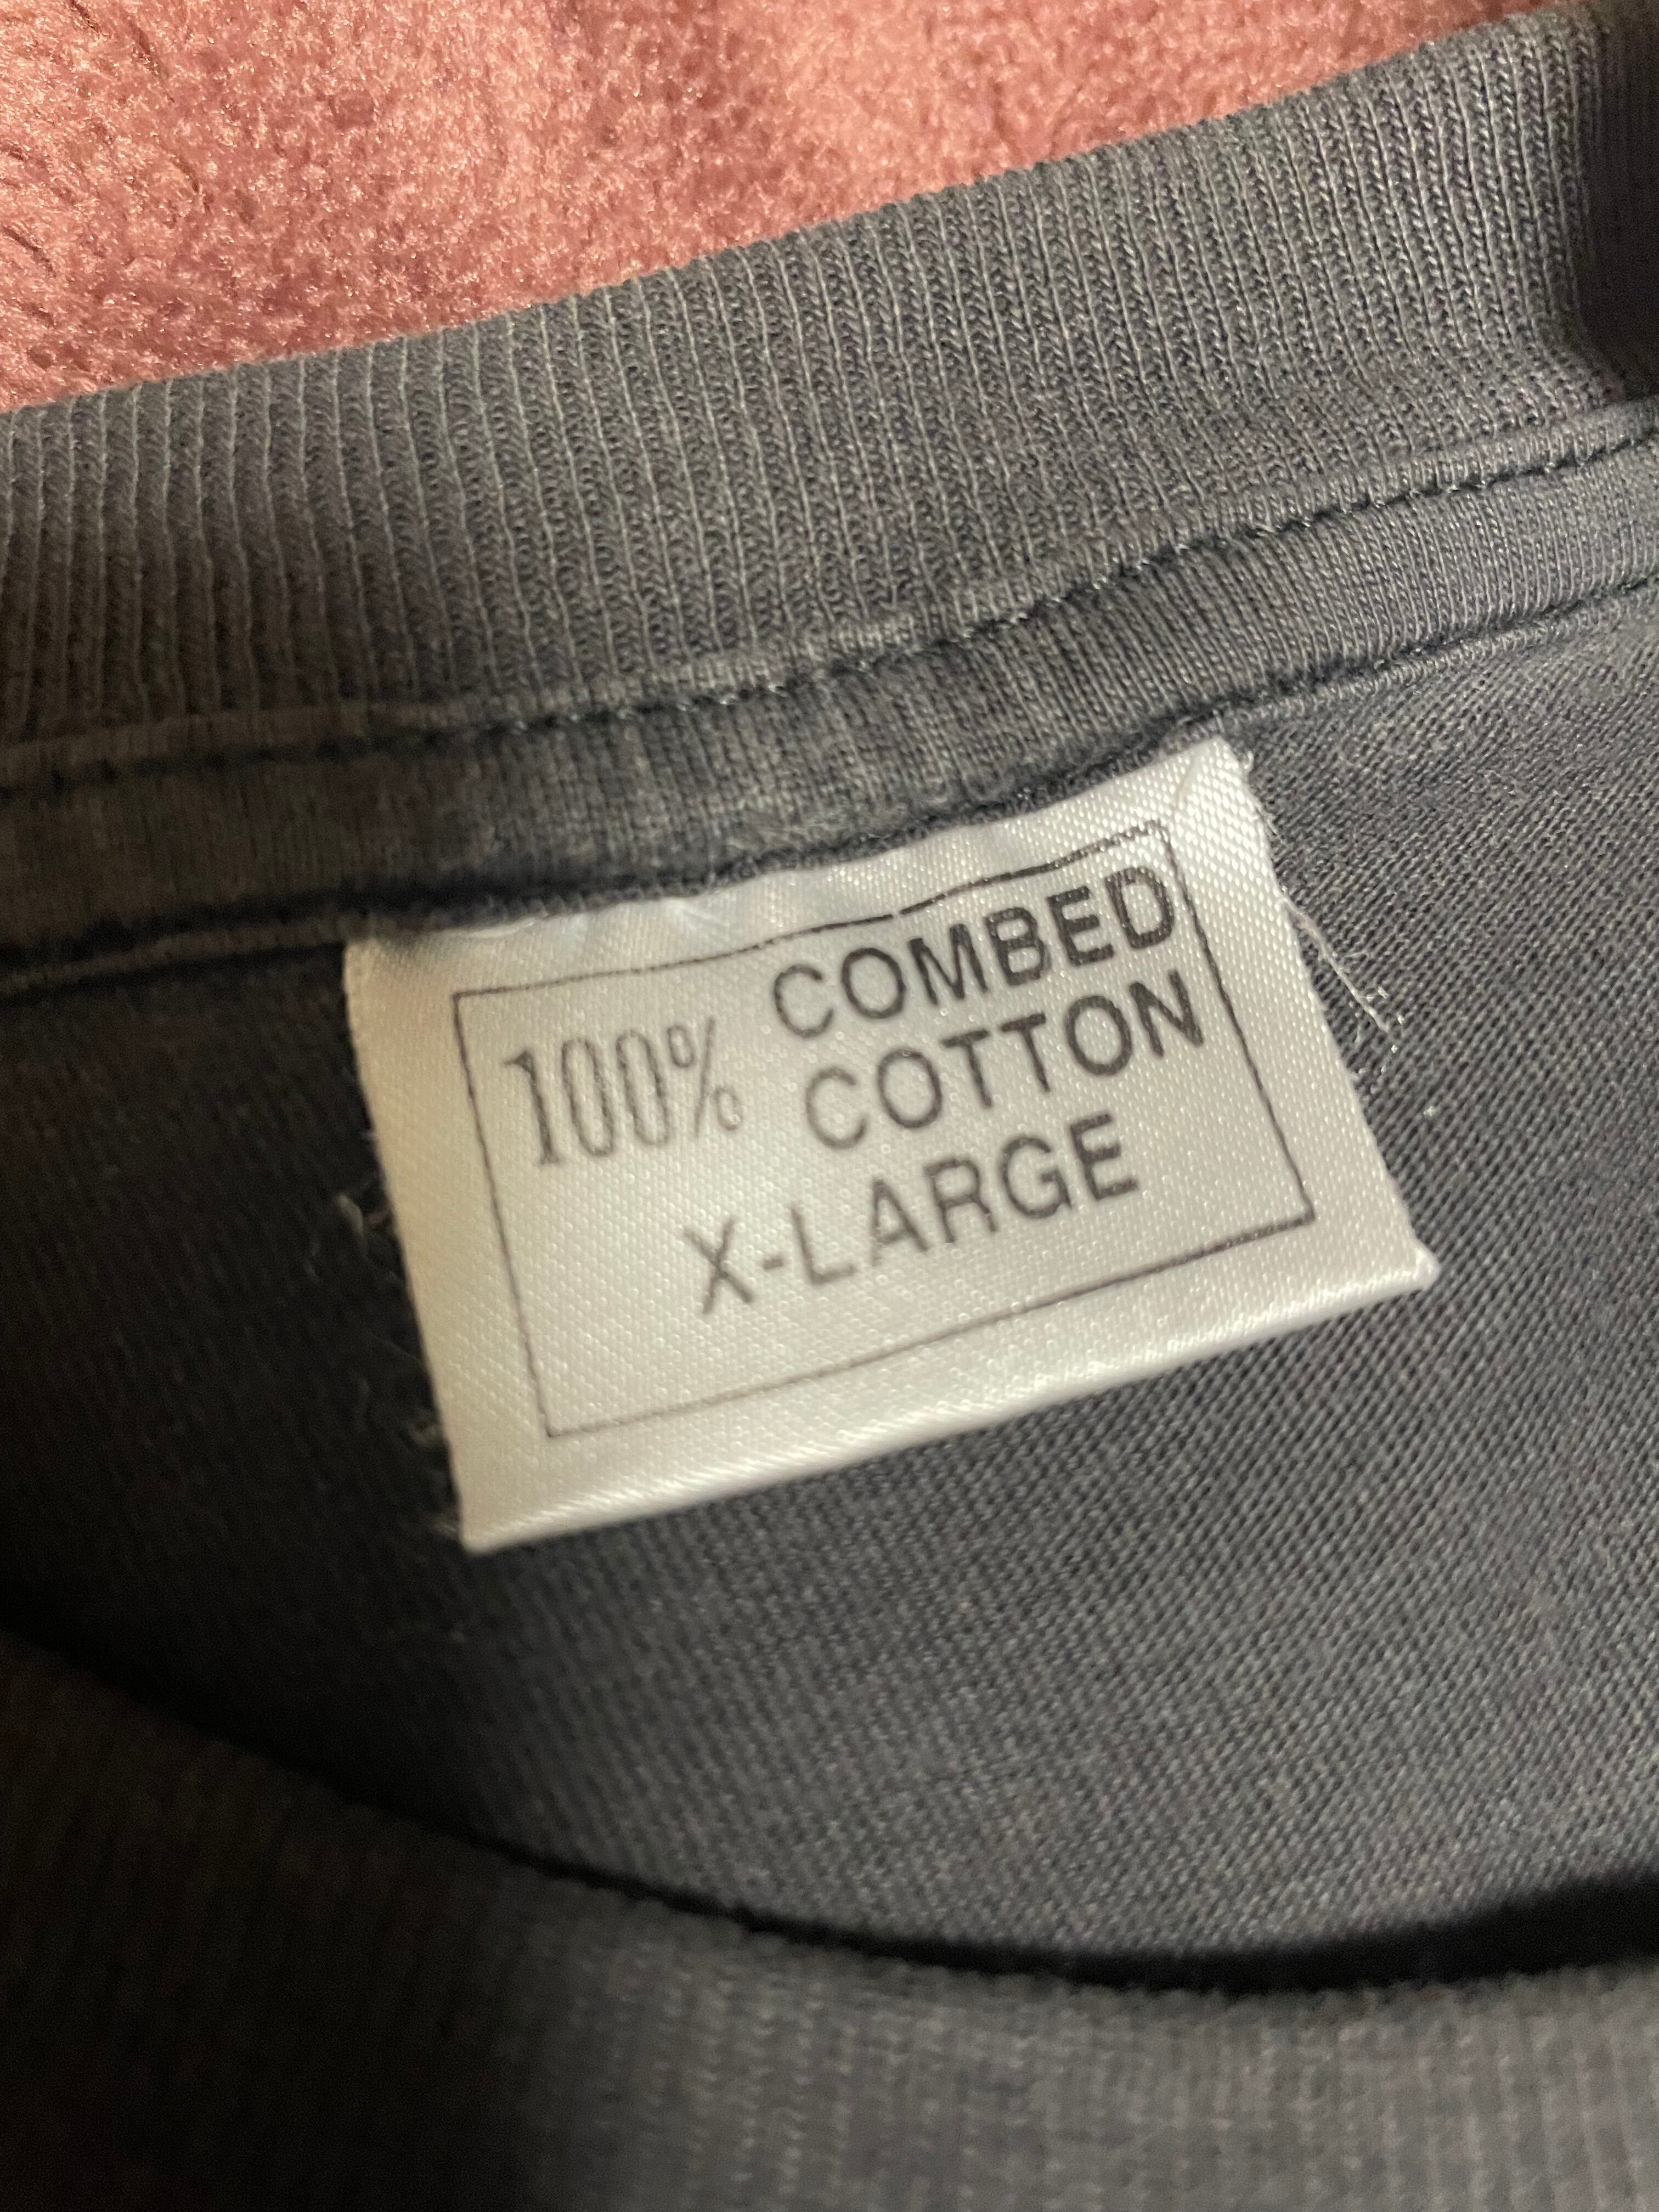 100% COMBED
COTTON
X-LARGE